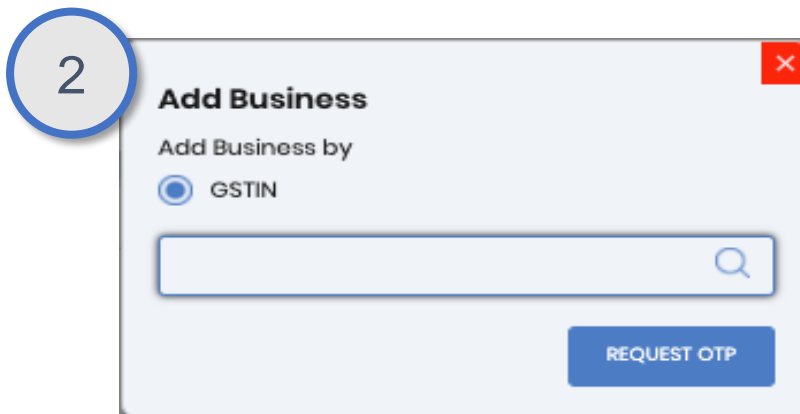 2
Add Business
Add Business by
GSTIN
REQUEST OTP